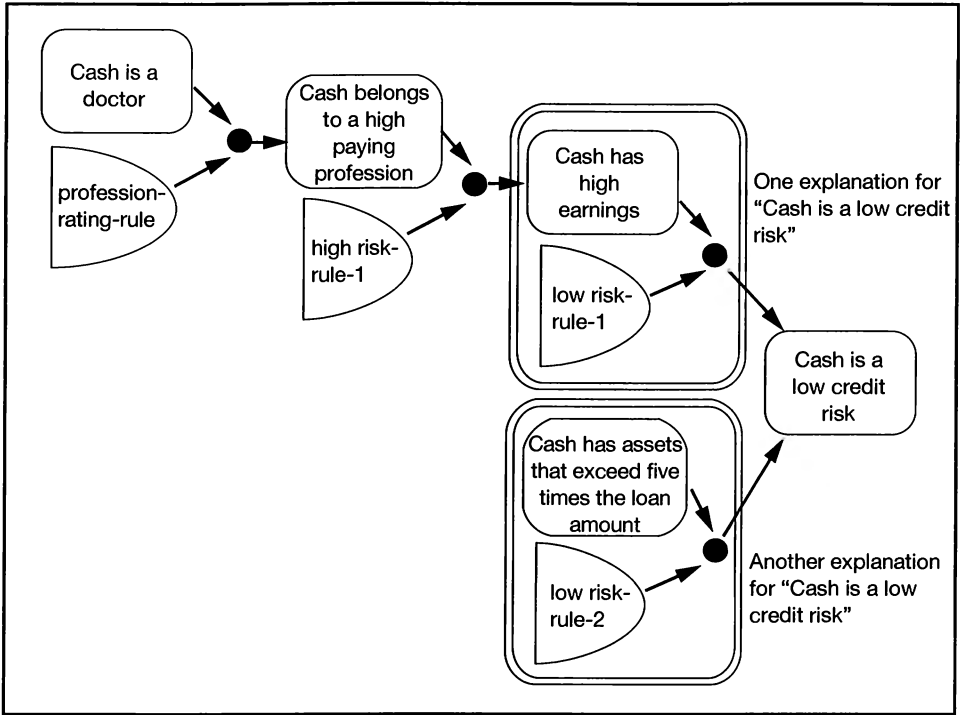 Cash is a
doctor
profession-
rating-rule
Cash belongs
to a high
paying
profession
high risk-
rule-1
Cash has
high
earnings
low risk-
rule-1
One explanation for
“Cash is a low credit
risk”
Cash is a
low credit
risk
Cash has assets
that exceed five
times the loan
amount
low risk-
rule-2
Another explanation
for “Cash is a low
credit risk”